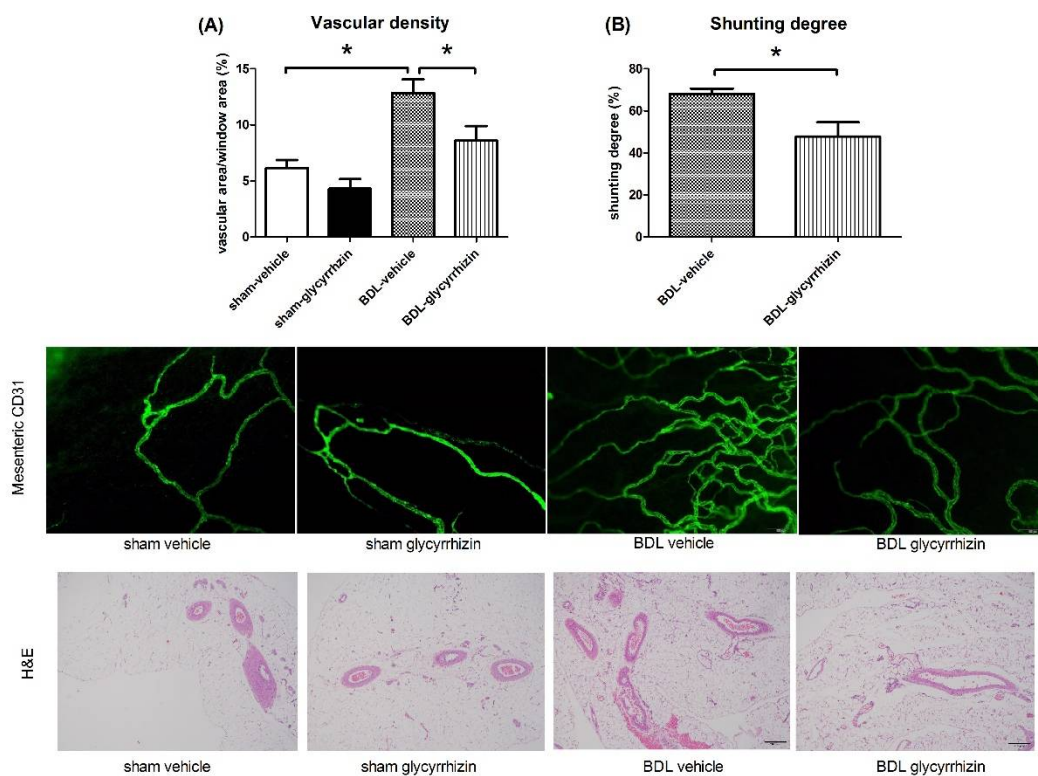 (A) Vascular density
* *
vascular area/window area (%)
15
10
5
0
sham-vehicle
sham-glycyrrhzin
BDL-vehicle
BDL-glycyrrhizin
(B) Shunting degree
*
shunting degree (%)
80
60
40
20
0
BDL-vehicle
BDL-glycyrrhizin
Mesenteric CD31
sham vehicle
sham glycyrrhizin
BDL vehicle
BDL glycyrrhizin
H&E
sham vehicle
sham glycyrrhizin
BDL vehicle
BDL glycyrrhizin